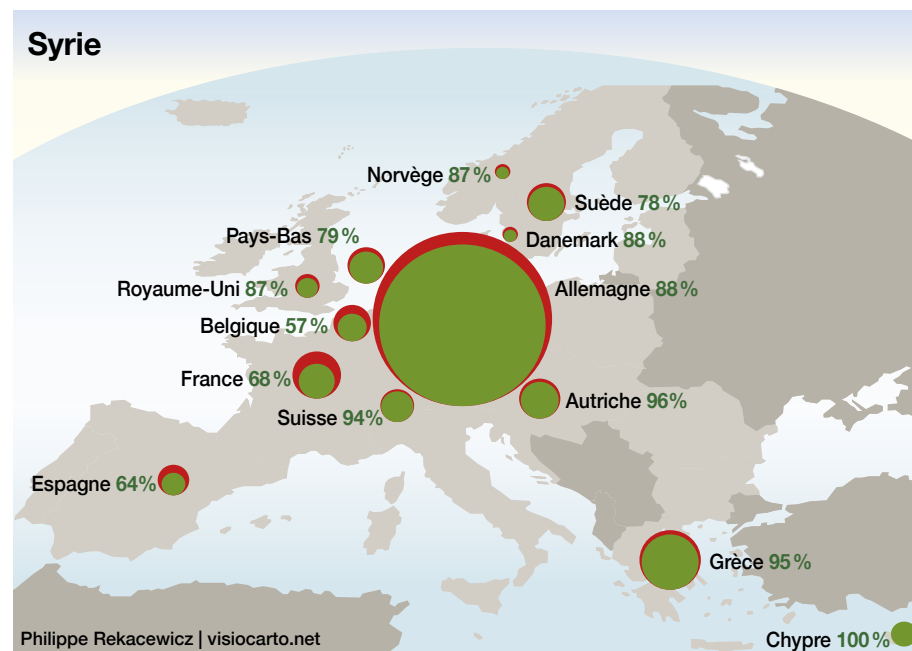 Syrie
Norvège 87 %
Suède 78 %
Pays-Bas 79 %
Danemark 88 %
Royaume-Uni 87 %
Allemagne 88 %
Belgique 57 %
France 68 %
Suisse 94 %
Autriche 96 %
Espagne 64 %
Grèce 95 %
Philippe Rekacewicz | visiocarto.net
Chypre 100 %